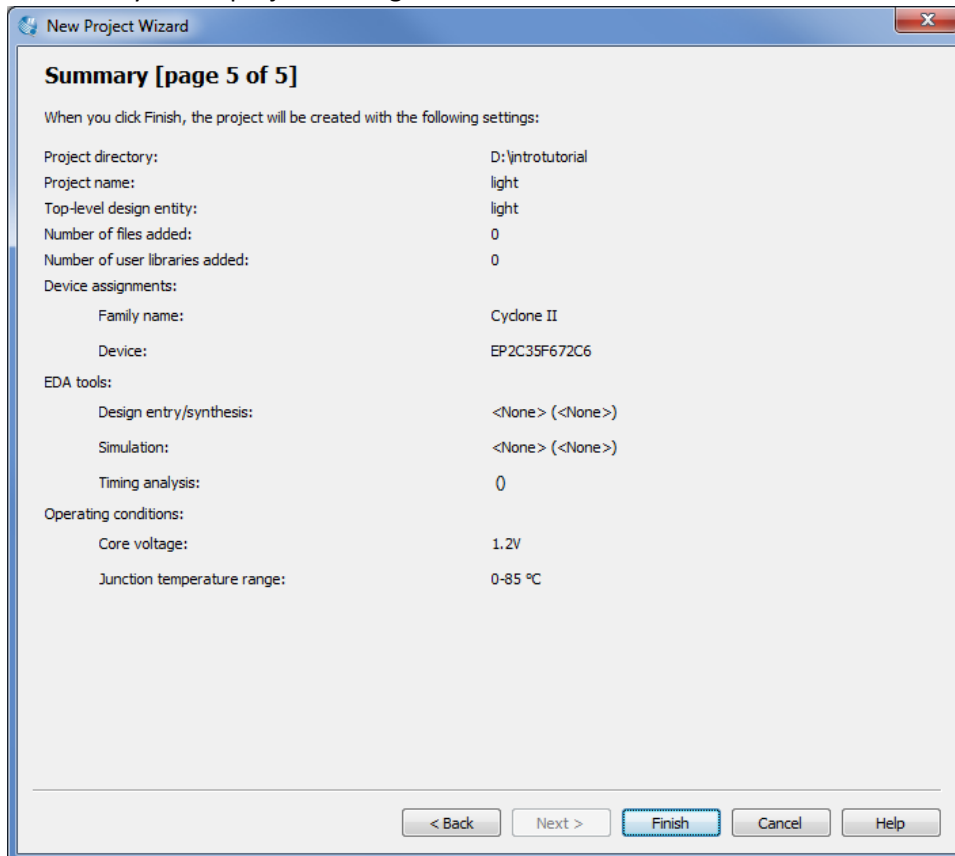 New Project Wizard
Summary [page 5 of 5]
When you click Finish, the project will be created with the following settings:
Project directory: D:\introtutorial
Project name: light
Top-level design entity: light
Number of files added: 0
Number of user libraries added: 0
Device assignments:
Family name: Cyclone II
Device: EP2C35F672C6
EDA tools:
Design entry/synthesis: <None> (<None>)
Simulation: <None> (<None>)
Timing analysis: ()
Operating conditions:
Core voltage: 1.2V
Junction temperature range: 0-85 ºC
< Back Next > Finish Cancel Help